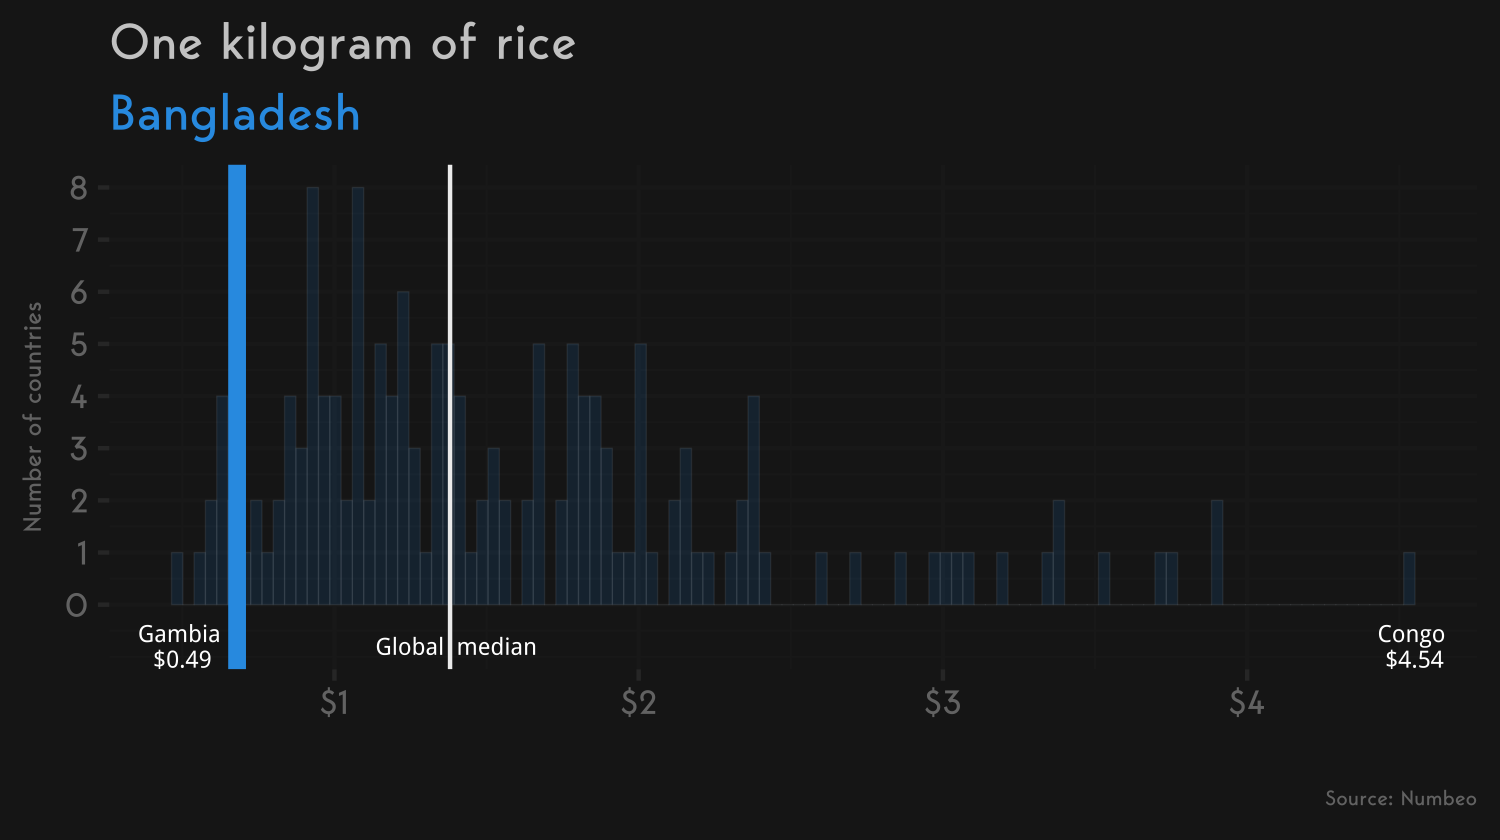 One kilogram of rice
Bangladesh
Number of countries
8
7
6
5
4
3
2
1
0
Gambia
$0.49
Global median
Congo
$4.54
$1
$2
$3
$4
Source: Numbeo